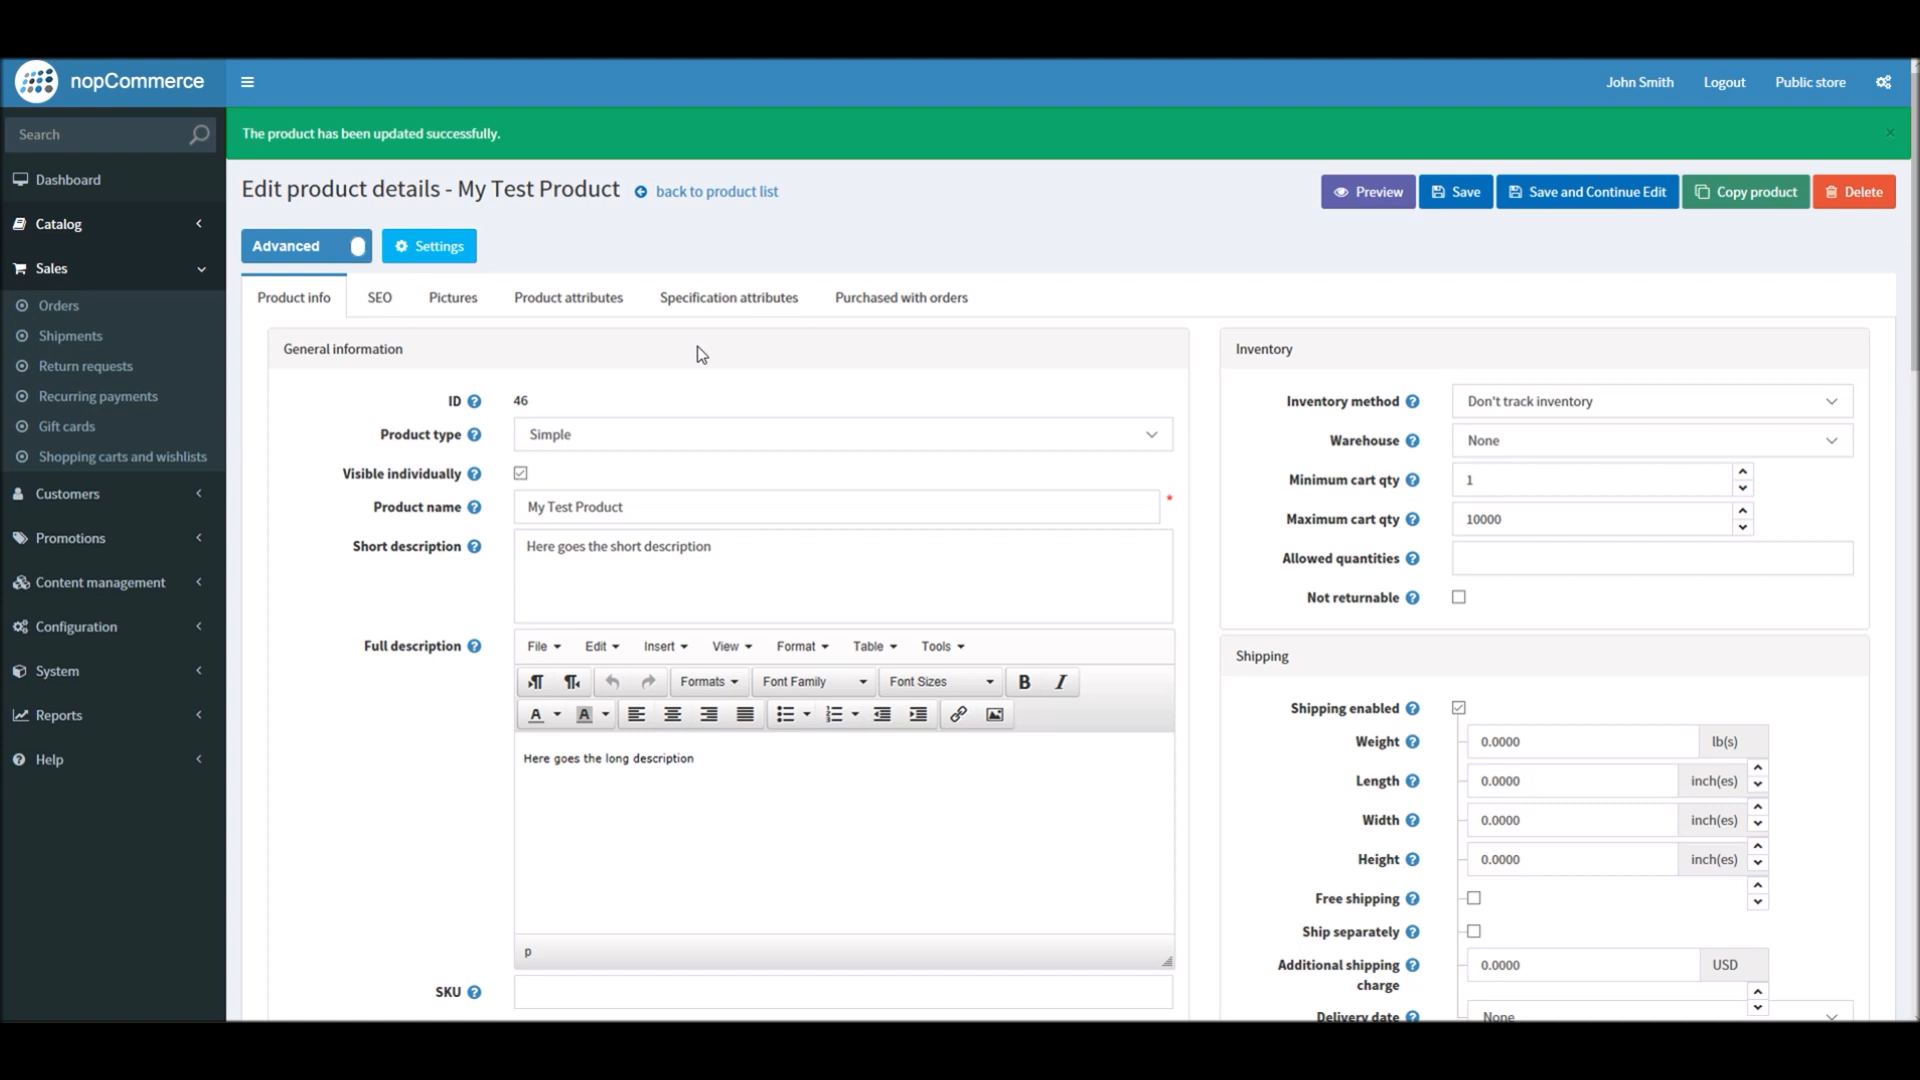 nopCommerce
John Smith Logout Public store
Search
The product has been updated successfully.
×
Dashboard
Catalog
Sales
Orders
Shipments
Return requests
Recurring payments
Gift cards
Shopping carts and wishlists
Customers
Promotions
Content management
Configuration
System
Reports
Help
Edit product details - My Test Product back to product list
Preview Save Save and Continue Edit Copy product Delete
Advanced Settings
Product info SEO Pictures Product attributes Specification attributes Purchased with orders
General information
ID 46
Product type Simple
Visible individually
Product name My Test Product *
Short description Here goes the short description
Full description File Edit Insert View Format Table Tools
Formats Font Family Font Sizes B I
A A
Here goes the long description
p
SKU
Inventory
Inventory method Don't track inventory
Warehouse None
Minimum cart qty 1
Maximum cart qty 10000
Allowed quantities
Not returnable
Shipping
Shipping enabled
Weight 0.0000 lb(s)
Length 0.0000 inch(es)
Width 0.0000 inch(es)
Height 0.0000 inch(es)
Free shipping
Ship separately
Additional shipping 0.0000 USD
charge
Delivery date None